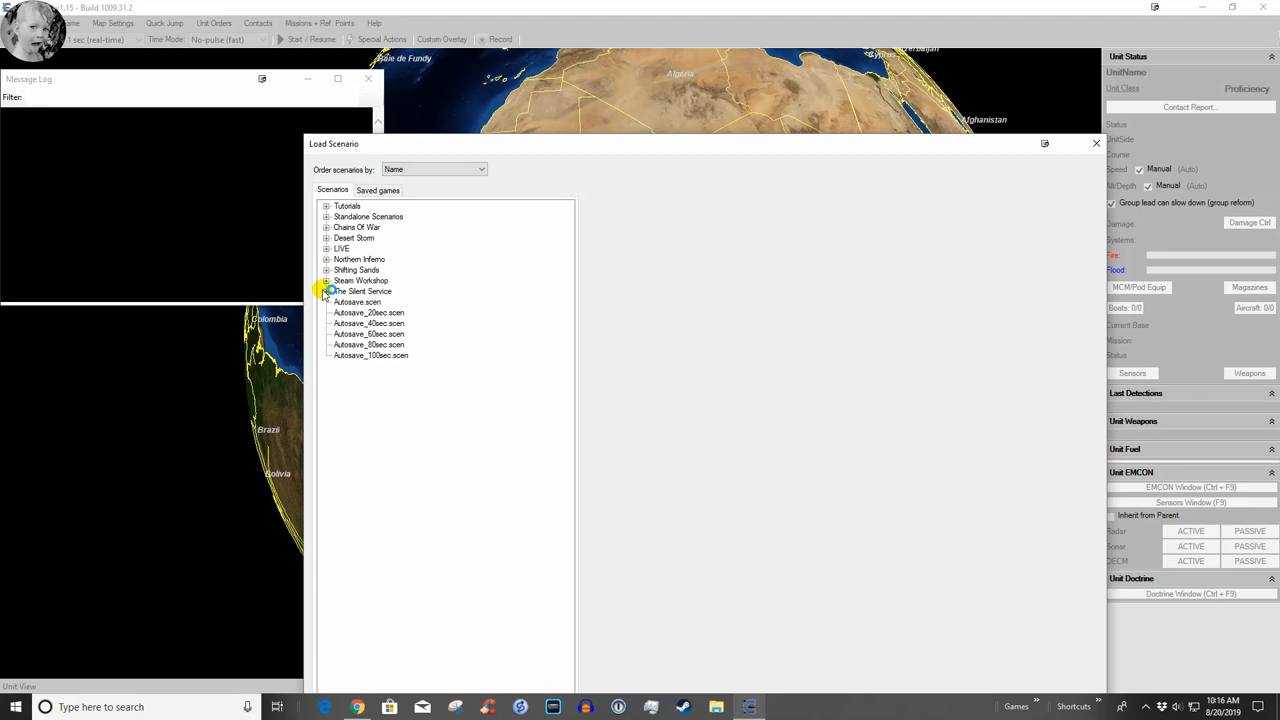 v1.15 - Build 1009.31.2
Map Settings Quick Jump Unit Orders Contacts Missions + Ref. Points Help
1 sec (real-time) Time Mode: No-pulse (fast) Start / Resume Special Actions Custom Overlay Record
Baie de Fundy
Algeria
Cyprus
Azerbaijan
Afghanistan
Message Log
Filter:
Load Scenario
Order scenarios by: Name
Scenarios Saved games
Tutorials
Standalone Scenarios
Chains Of War
Desert Storm
LIVE
Northern Inferno
Shifting Sands
Steam Workshop
The Silent Service
Autosave.scen
Autosave_20sec.scen
Autosave_40sec.scen
Autosave_60sec.scen
Autosave_80sec.scen
Autosave_100sec.scen
Colombia
Brazil
Bolivia
Unit View
Unit Status
UnitName
Unit Class Proficiency
Contact Report...
Status
UnitSide
Course
Speed Manual (Auto)
Alt/Depth Manual (Auto)
Group lead can slow down (group reform)
Damage: Damage Ctrl
Systems:
Fire:
Flood:
MCM/Pod Equip Magazines
Boats: 0/0 Aircraft: 0/0
Current Base
Mission:
Status
Sensors Weapons
Last Detections
Unit Weapons
Unit Fuel
Unit EMCON
EMCON Window (Ctrl + F9)
Sensors Window (F9)
Inherit from Parent
Radar ACTIVE PASSIVE
Sonar ACTIVE PASSIVE
OECM ACTIVE PASSIVE
Unit Doctrine
Doctrine Window (Ctrl + F9)
Type here to search
Games
Shortcuts
10:16 AM
8/20/2019